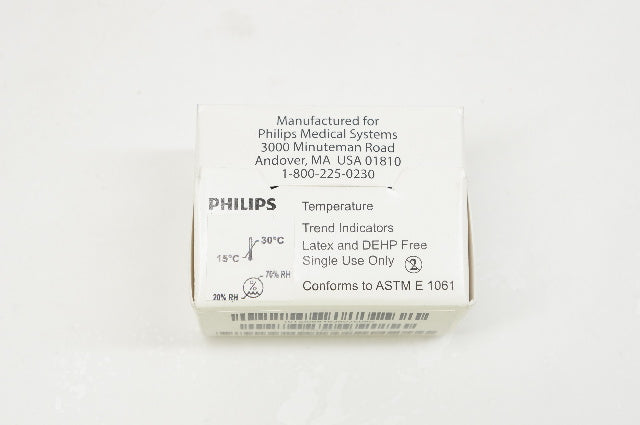 Manufactured for
Philips Medical Systems
3000 Minuteman Road
Andover, MA USA 01810
1-800-225-0230
PHILIPS
Temperature
Trend Indicators
Latex and DEHP Free
Single Use Only 2
Conforms to ASTM E 1061
30°C
15°C
70% RH
%
20% RH